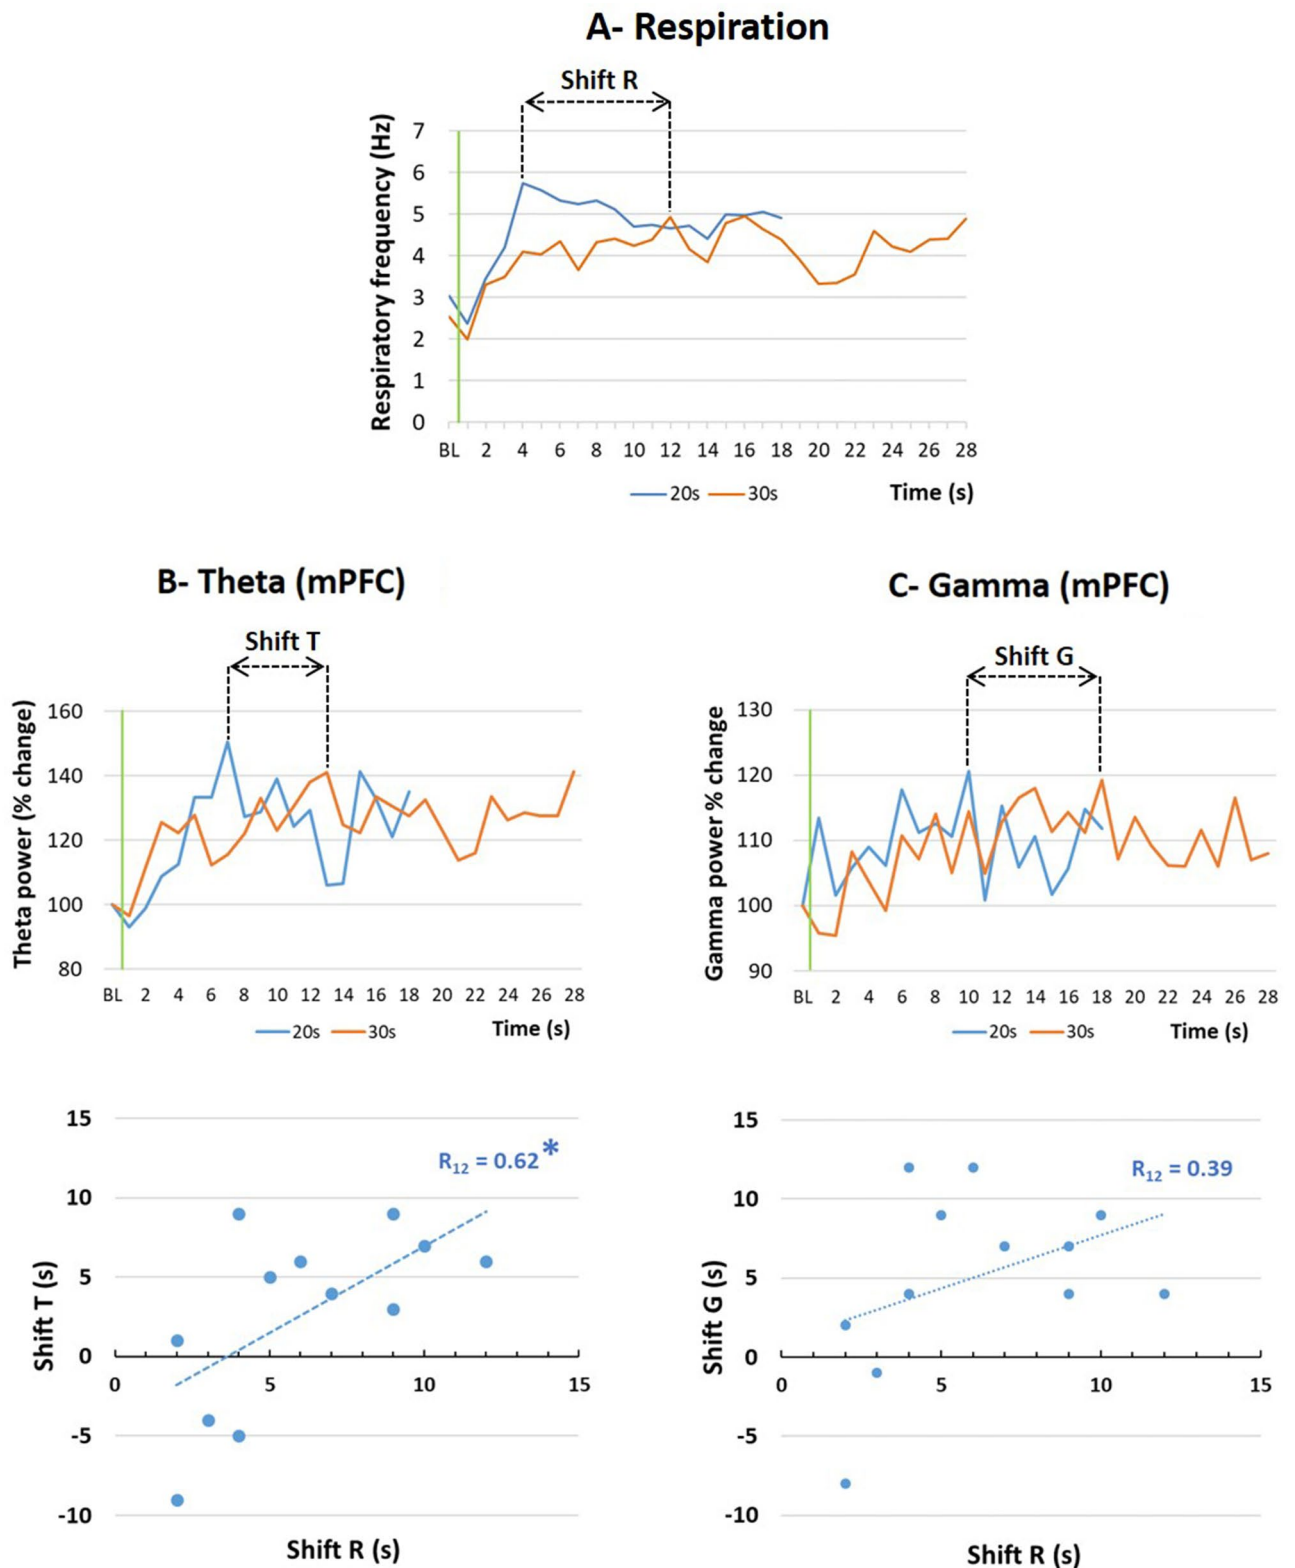 A- Respiration
Shift R
Respiratory frequency (Hz)
7
6
5
4
3
2
1
0
BL 2 4 6 8 10 12 14 16 18 20 22 24 26 28
20s 30s
Time (s)
B- Theta (mPFC)
Shift T
Theta power (% change)
160
140
120
100
80
BL 2 4 6 8 10 12 14 16 18 20 22 24 26 28
20s 30s
Time (s)
C- Gamma (mPFC)
Shift G
Gamma power % change
130
120
110
100
90
BL 2 4 6 8 10 12 14 16 18 20 22 24 26 28
20s 30s
Time (s)
Shift T (s)
15
10
5
0
-5
-10
0 5 10 15
R₁₂ = 0.62*
Shift R (s)
Shift G (s)
15
10
5
0
-5
-10
0 5 10 15
R₁₂ = 0.39
Shift R (s)